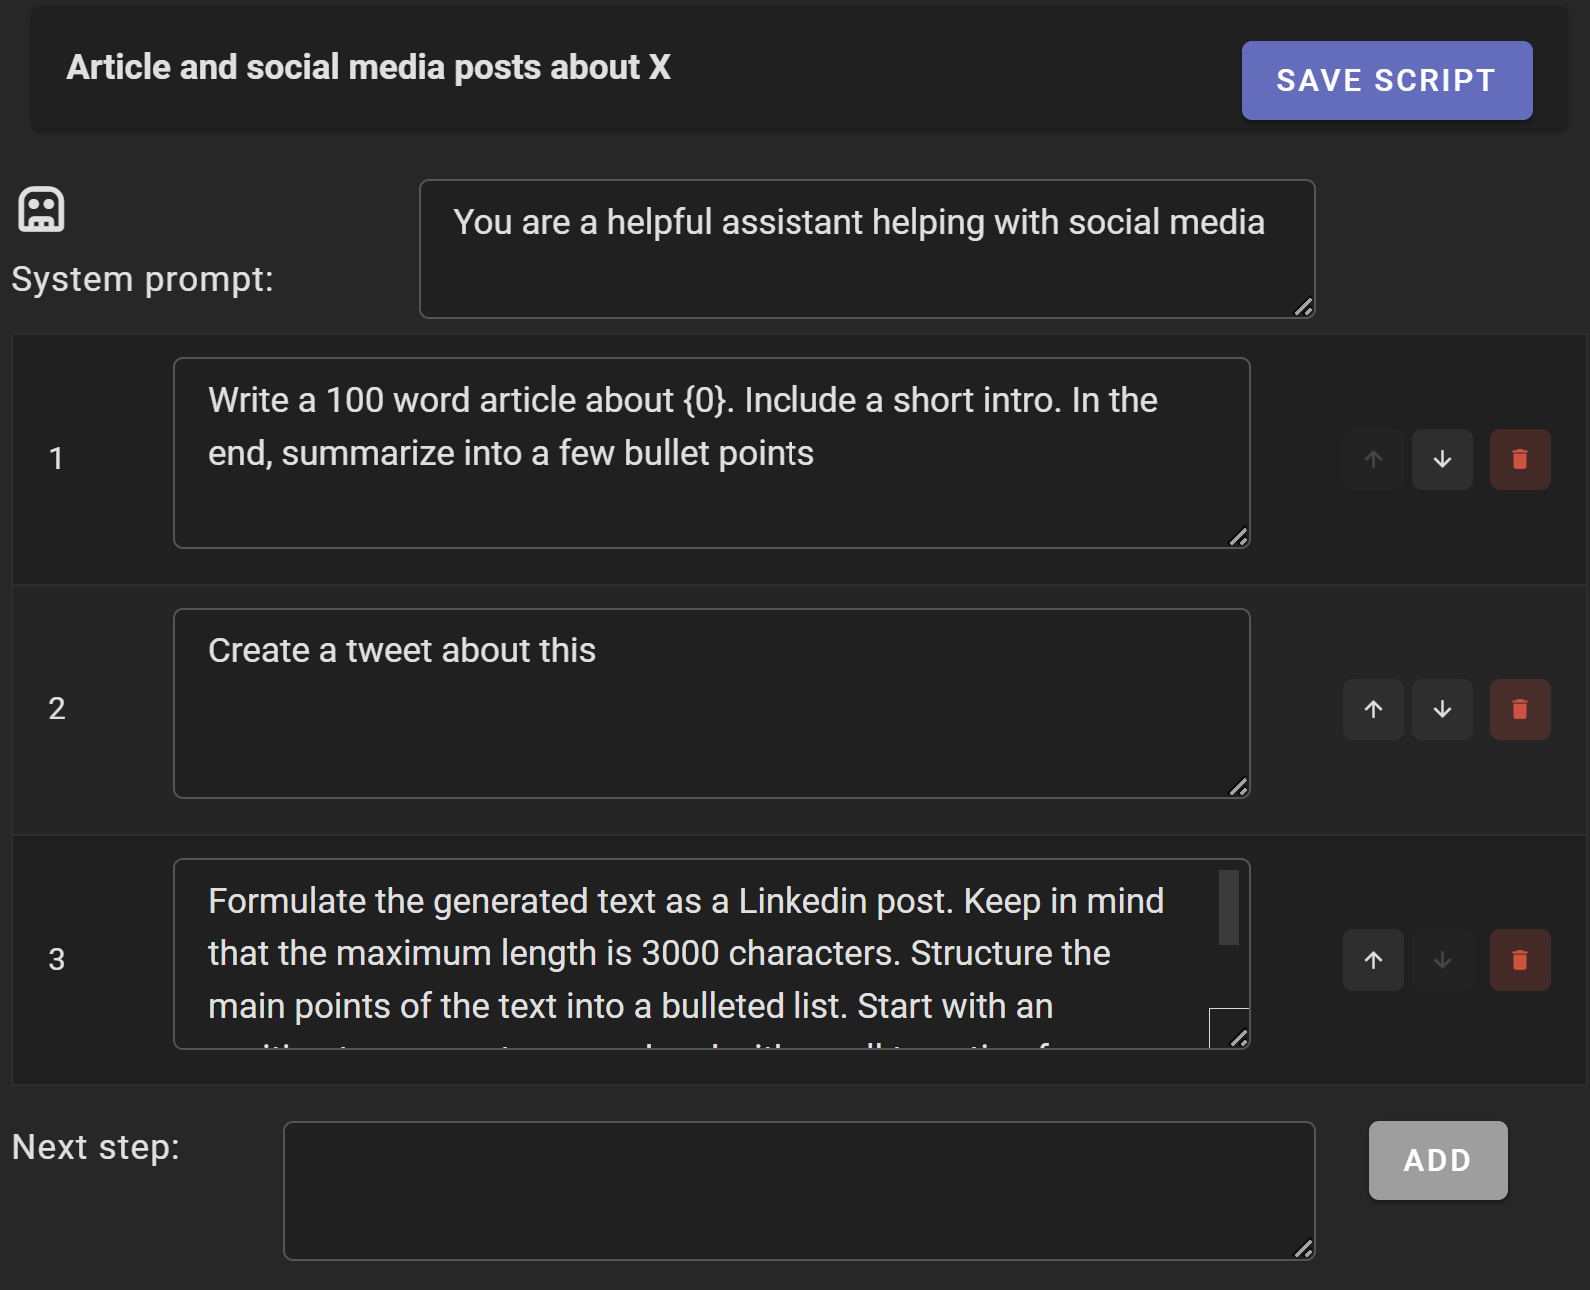 Article and social media posts about X
SAVE SCRIPT
You are a helpful assistant helping with social media
System prompt:
1
Write a 100 word article about {0}. Include a short intro. In the
end, summarize into a few bullet points
2
Create a tweet about this
3
Formulate the generated text as a Linkedin post. Keep in mind
that the maximum length is 3000 characters. Structure the
main points of the text into a bulleted list. Start with an
Next step:
ADD